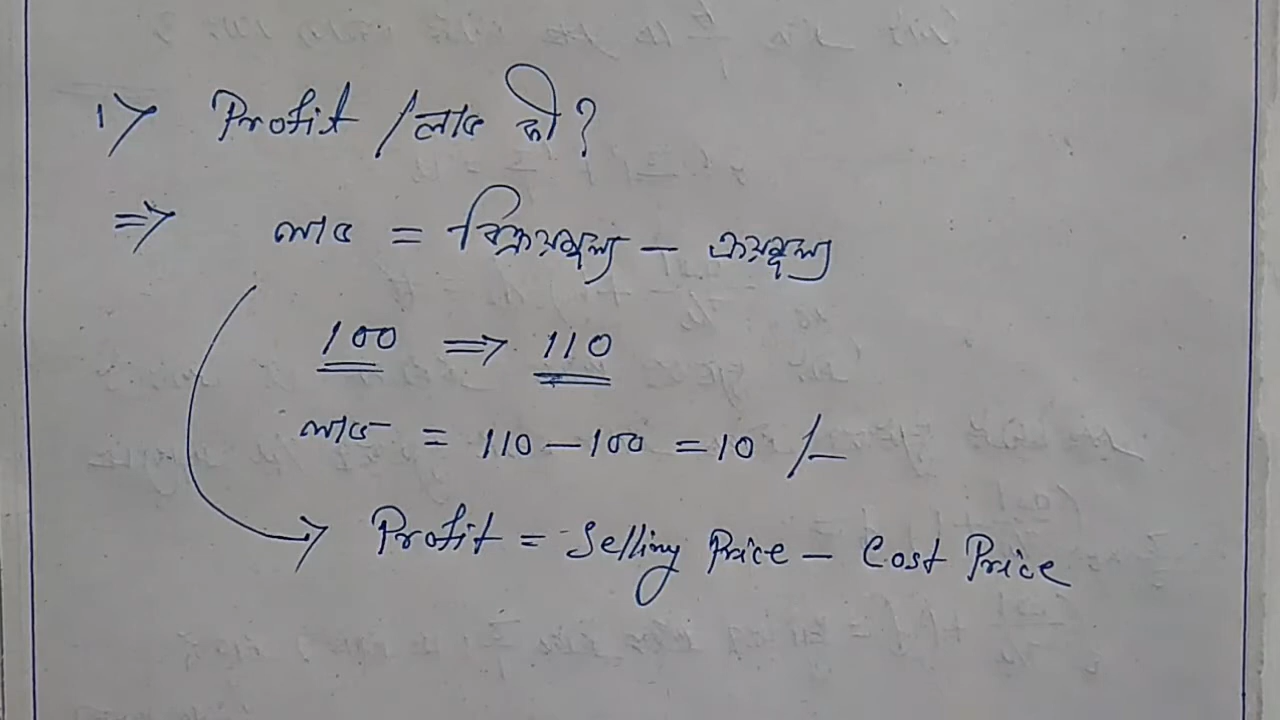 1) Profit / লাভ কী?
⇒ লাভ = বিক্রয়মূল্য − ক্রয়মূল্য
100 ⇒ 110
লাভ = 110 − 100 = 10 /-
→ Profit = Selling Price − Cost Price